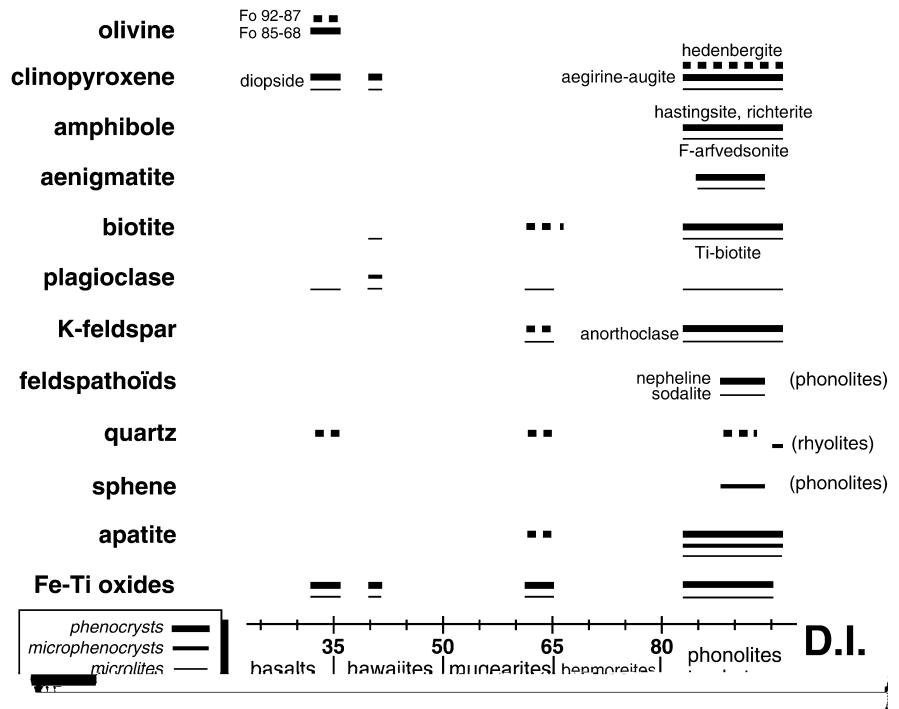 Fo 92-87
olivine
Fo 85-68
hedenbergite
clinopyroxene
diopside
aegirine-augite
hastingsite, richterite
amphibole
F-arfvedsonite
aenigmatite
biotite
Ti-biotite
plagioclase
K-feldspar
anorthoclase
feldspathoïds
nepheline
sodalite
(phonolites)
quartz
(rhyolites)
sphene
(phonolites)
apatite
Fe-Ti oxides
phenocrysts
microphenocrysts
microlites
35 50 65 80
D.I.
basalts hawaiites mugearites benmoreites phonolites